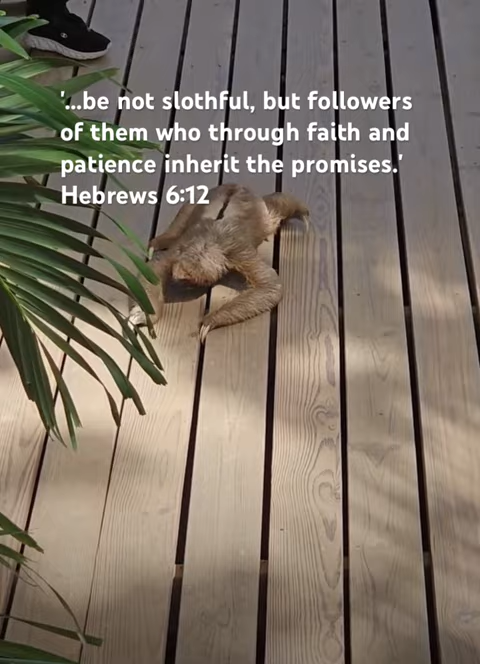 '...be not slothful, but followers
of them who through faith and
patience inherit the promises.'
Hebrews 6:12